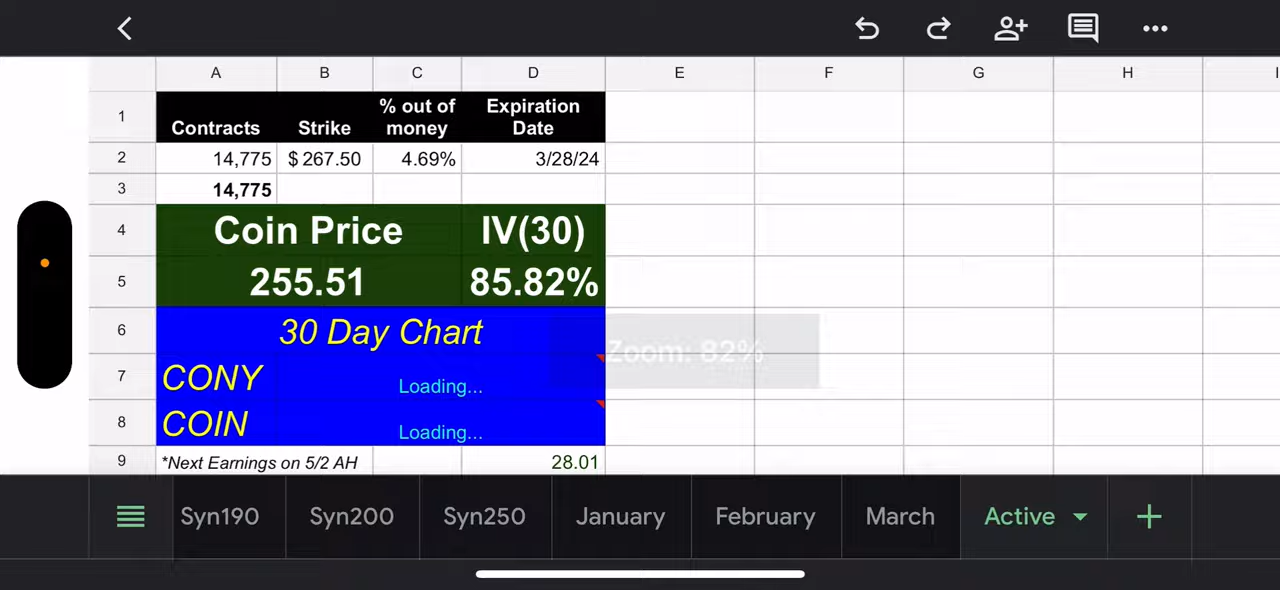 A B C D E F G H I
1 Contracts Strike % out of money Expiration Date
2 14,775 $ 267.50 4.69% 3/28/24
3 14,775
4 Coin Price IV(30)
5 255.51 85.82%
6 30 Day Chart
Zoom: 82%
7 CONY Loading...
8 COIN Loading...
9 *Next Earnings on 5/2 AH 28.01
Syn190 Syn200 Syn250 January February March Active +